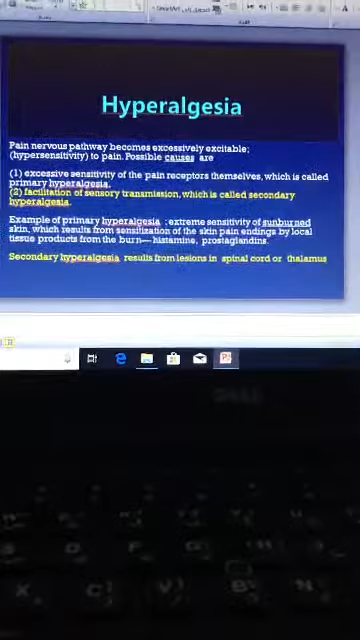 Hyperalgesia
Pain nervous pathway becomes excessively excitable;
(hypersensitivity) to pain. Possible causes are
(1) excessive sensitivity of the pain receptors themselves, which is called
primary hyperalgesia.
(2) facilitation of sensory transmission, which is called secondary
hyperalgesia.
Example of primary hyperalgesia : extreme sensitivity of sunburned
skin, which results from sensitization of the skin pain endings by local
tissue products from the burn—histamine, prostaglandins.
Secondary hyperalgesia results from lesions in spinal cord or thalamus
DELL
X C V B N